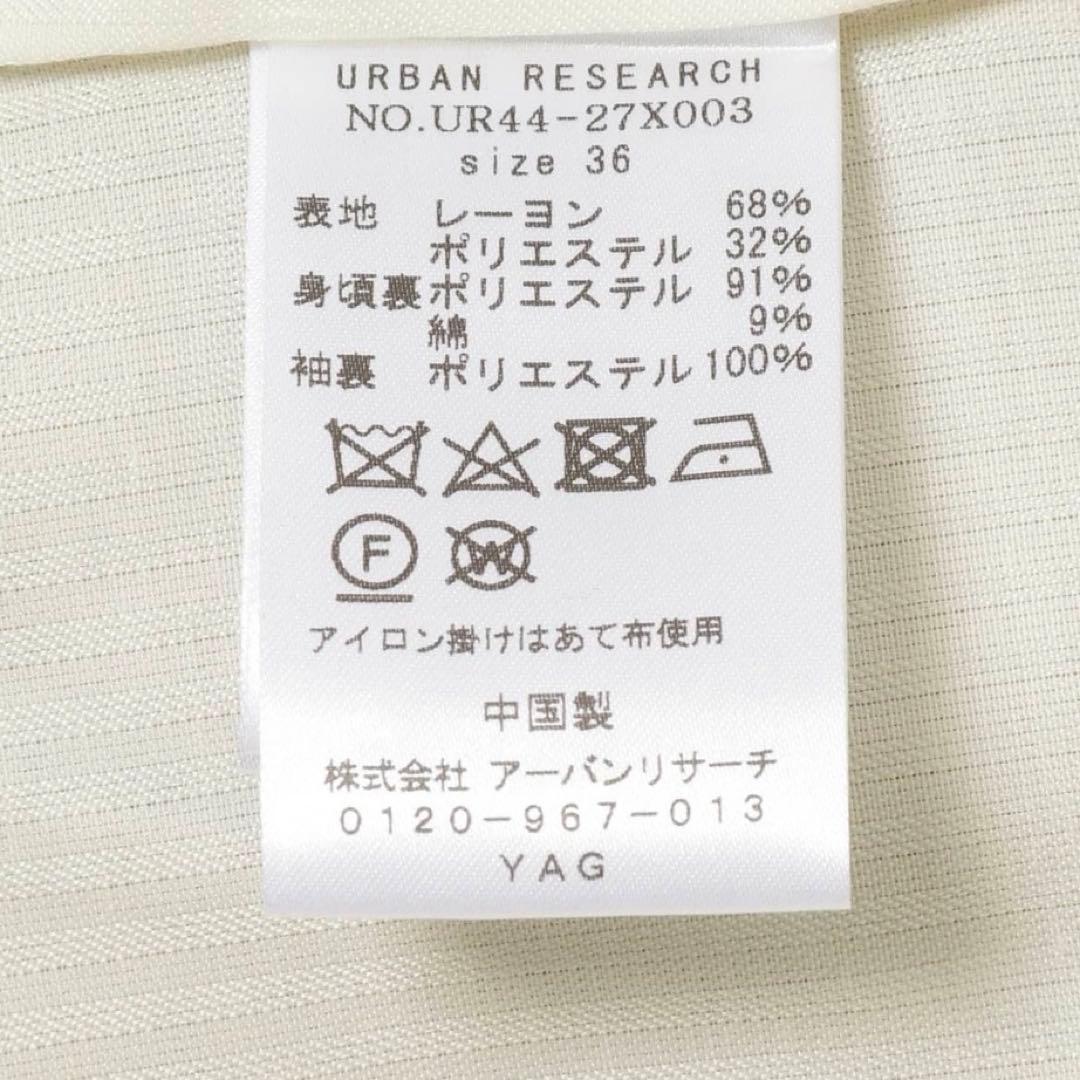 URBAN RESEARCH
NO.UR44-27X003
size 36
表地 レーヨン 68%
ポリエステル 32%
身頃裏 ポリエステル 91%
綿 9%
袖裏 ポリエステル 100%
F W
アイロン掛けはあて布使用
中国製
株式会社 アーバンリサーチ
0120-967-013
YAG